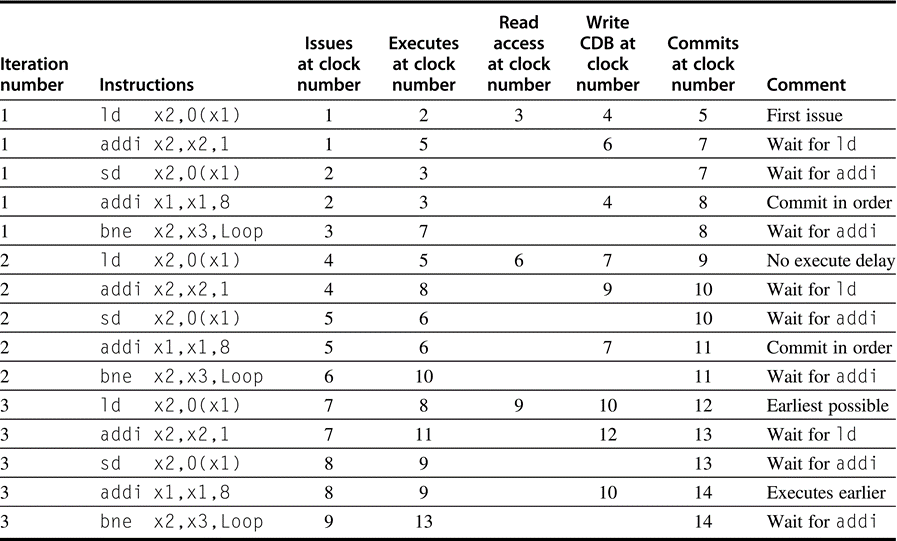 Iteration number Instructions Issues at clock number Executes at clock number Read access at clock number Write CDB at clock number Commits at clock number Comment
1 ld x2,0(x1) 1 2 3 4 5 First issue
1 addi x2,x2,1 1 5 6 7 Wait for ld
1 sd x2,0(x1) 2 3 7 Wait for addi
1 addi x1,x1,8 2 3 4 8 Commit in order
1 bne x2,x3,Loop 3 7 8 Wait for addi
2 ld x2,0(x1) 4 5 6 7 9 No execute delay
2 addi x2,x2,1 4 8 9 10 Wait for ld
2 sd x2,0(x1) 5 6 10 Wait for addi
2 addi x1,x1,8 5 6 7 11 Commit in order
2 bne x2,x3,Loop 6 10 11 Wait for addi
3 ld x2,0(x1) 7 8 9 10 12 Earliest possible
3 addi x2,x2,1 7 11 12 13 Wait for ld
3 sd x2,0(x1) 8 9 13 Wait for addi
3 addi x1,x1,8 8 9 10 14 Executes earlier
3 bne x2,x3,Loop 9 13 14 Wait for addi